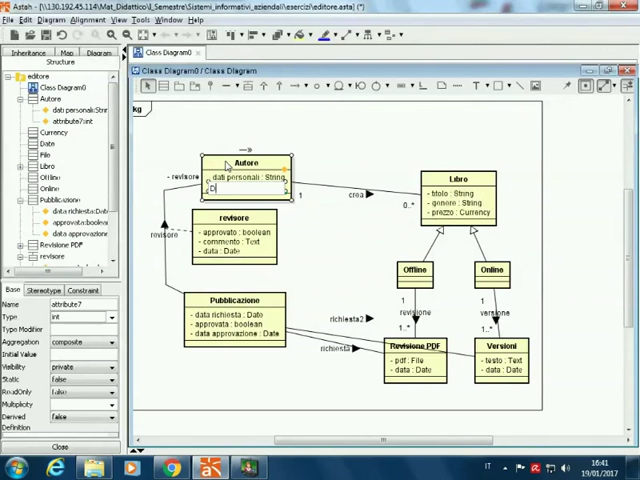 Astah - [\\130.192.45.114\Mat_Didattico\I_Semestre\Sistemi_informativi_aziendali\esercizi\editore.asta *]
File Edit Diagram Alignment View Tools Window Help
Inheritance Map Diagram
Structure
editore
Class Diagram0
Autore
dati personali:Strin
attribute7:int
Currency
Date
File
Libro
Offline
Online
Pubblicazione
data richiesta:Date
approvata:boolean
data approvazione
Revisione PDF
revisore
Base Stereotype Constraint
Name attribute7
Type int
Type Modifier
Aggregation composite
Initial Value
Visibility private
Static false
ReadOnly false
Multiplicity
Derived false
Definition
Close
Class Diagram0
Class Diagram0 / Class Diagram
kg
Autore
dati personali : String
D
- revisore
1
crea
0..*
Libro
- titolo : String
- genere : String
- prezzo : Currency
revisore
- approvato : boolean
- commento : Text
- data : Date
revisore
Offline
Online
1
revisione
1..*
1
versione
1..*
Pubblicazione
- data richiesta : Date
- approvata : boolean
- data approvazione : Date
richiesta2
richiesta
Revisione PDF
- pdf : File
- data : Date
Versioni
- testo : Text
- data : Date
IT
16:41
19/01/2017